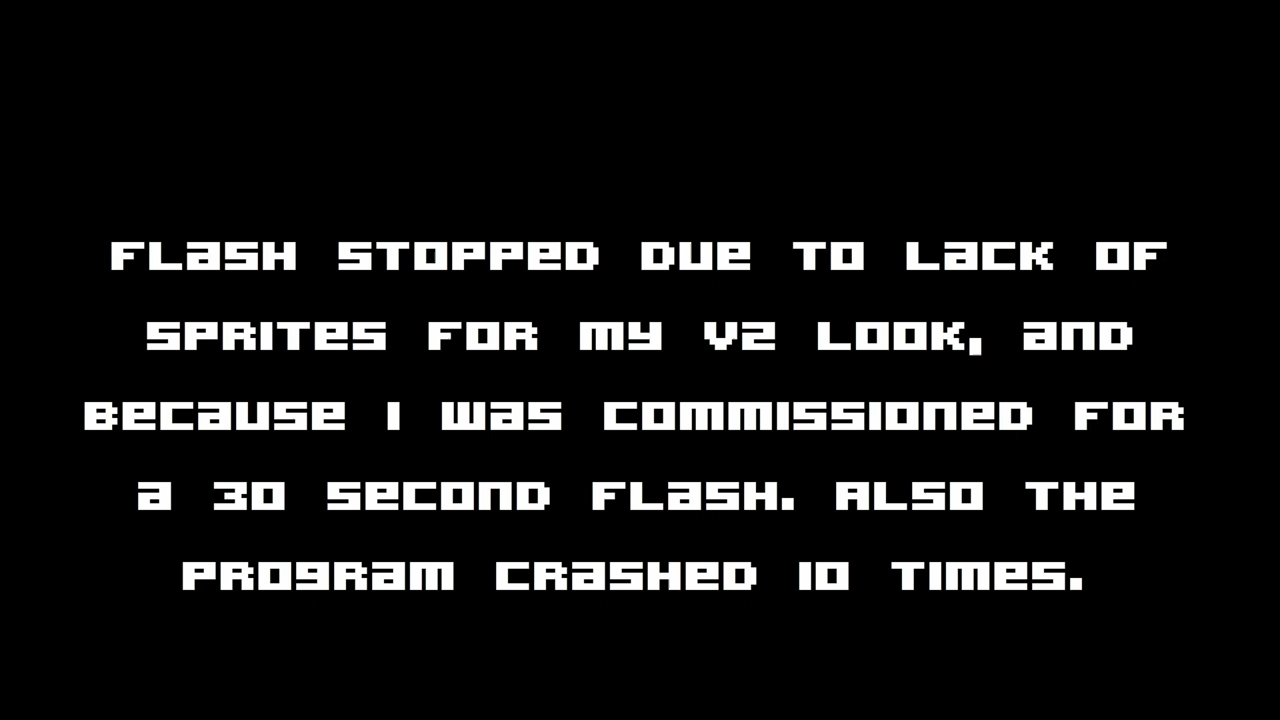 Flash stopped due to lack of
sprites for my V2 look, and
because I was commissioned for
a 30 second flash. Also the
program crashed 10 times.